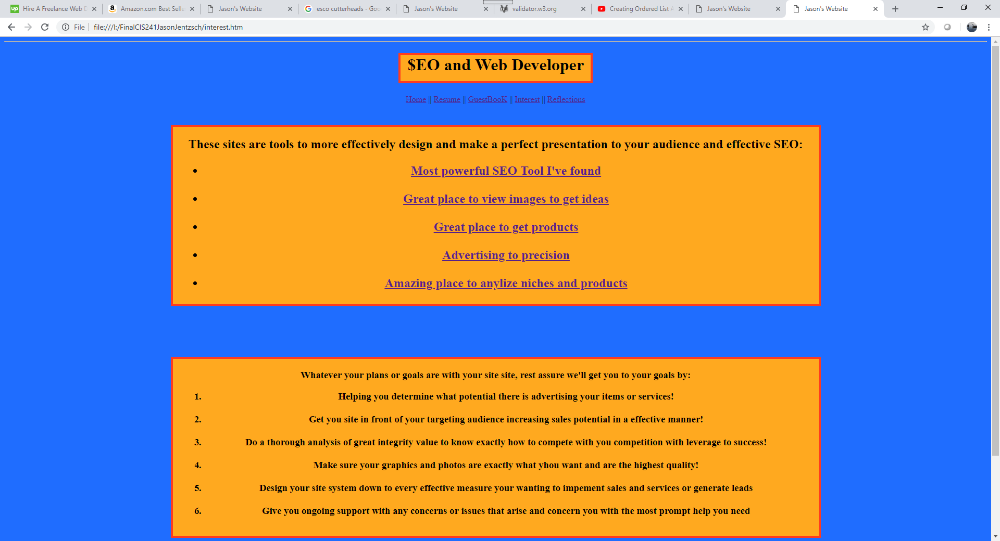 Hire A Freelance Web D
Amazon.com Best Selle
Jason's Website
esco cutterheads - Goo
Jason's Website
validator.w3.org
Creating Ordered List A
Jason's Website
Jason's Website
File
file:///I:/FinalCIS241JasonJentzsch/interest.htm
$EO and Web Developer
Home || Resume || GuestBooK || Interest || Reflections
These sites are tools to more effectively design and make a perfect presentation to your audience and effective SEO:
• Most powerful SEO Tool I've found
• Great place to view images to get ideas
• Great place to get products
• Advertising to precision
• Amazing place to anylize niches and products
Whatever your plans or goals are with your site site, rest assure we'll get you to your goals by:
1. Helping you determine what potential there is advertising your items or services!
2. Get you site in front of your targeting audience increasing sales potential in a effective manner!
3. Do a thorough analysis of great integrity value to know exactly how to compete with you competition with leverage to success!
4. Make sure your graphics and photos are exactly what yhou want and are the highest quality!
5. Design your site system down to every effective measure your wanting to impement sales and services or generate leads
6. Give you ongoing support with any concerns or issues that arise and concern you with the most prompt help you need